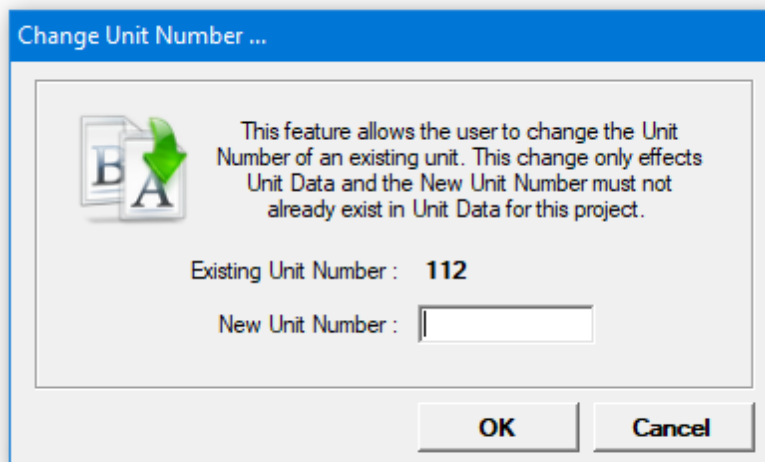 Change Unit Number ...
This feature allows the user to change the Unit
Number of an existing unit. This change only effects
Unit Data and the New Unit Number must not
already exist in Unit Data for this project.
B
A
Existing Unit Number : 112
New Unit Number :
OK Cancel